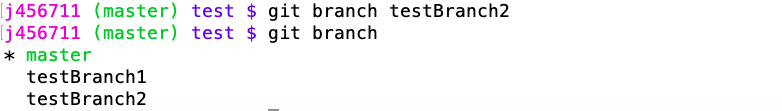 [j456711 (master) test $ git branch testBranch2
[j456711 (master) test $ git branch
* master
  testBranch1
  testBranch2